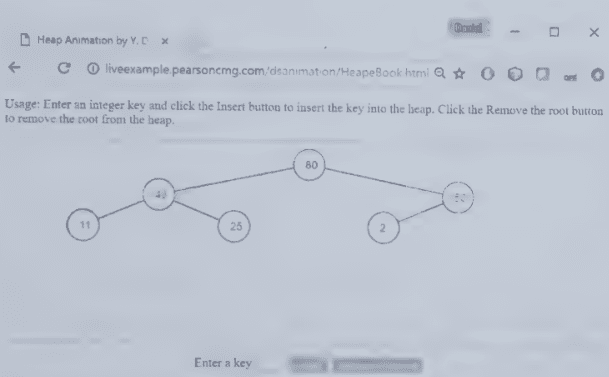 Heap Animation by Y. D
liveexample.pearsoncmg.com/dsanimation/HeapeBook.html
Usage: Enter an integer key and click the Insert button to insert the key into the heap. Click the Remove the root button
to remove the root from the heap.
80
11
25
2
Enter a key